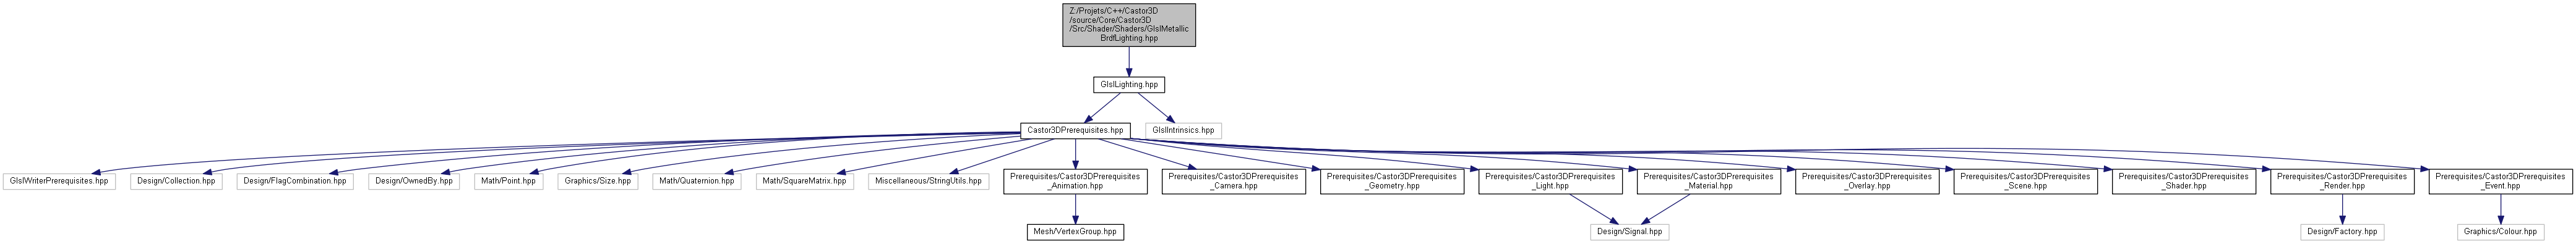 Z:/Projets/C++/Castor3D
/source/Core/Castor3D
/Src/Shader/Shaders/GlslMetallic
BrdfLighting.hpp
GlslLighting.hpp
Castor3DPrerequisites.hpp
GlslIntrinsics.hpp
GlslWriterPrerequisites.hpp
Design/Collection.hpp
Design/FlagCombination.hpp
Design/OwnedBy.hpp
Math/Point.hpp
Graphics/Size.hpp
Math/Quaternion.hpp
Math/SquareMatrix.hpp
Miscellaneous/StringUtils.hpp
Prerequisites/Castor3DPrerequisites
_Animation.hpp
Prerequisites/Castor3DPrerequisites
_Camera.hpp
Prerequisites/Castor3DPrerequisites
_Geometry.hpp
Prerequisites/Castor3DPrerequisites
_Light.hpp
Prerequisites/Castor3DPrerequisites
_Material.hpp
Prerequisites/Castor3DPrerequisites
_Overlay.hpp
Prerequisites/Castor3DPrerequisites
_Scene.hpp
Prerequisites/Castor3DPrerequisites
_Shader.hpp
Prerequisites/Castor3DPrerequisites
_Render.hpp
Prerequisites/Castor3DPrerequisites
_Event.hpp
Mesh/VertexGroup.hpp
Design/Signal.hpp
Design/Factory.hpp
Graphics/Colour.hpp